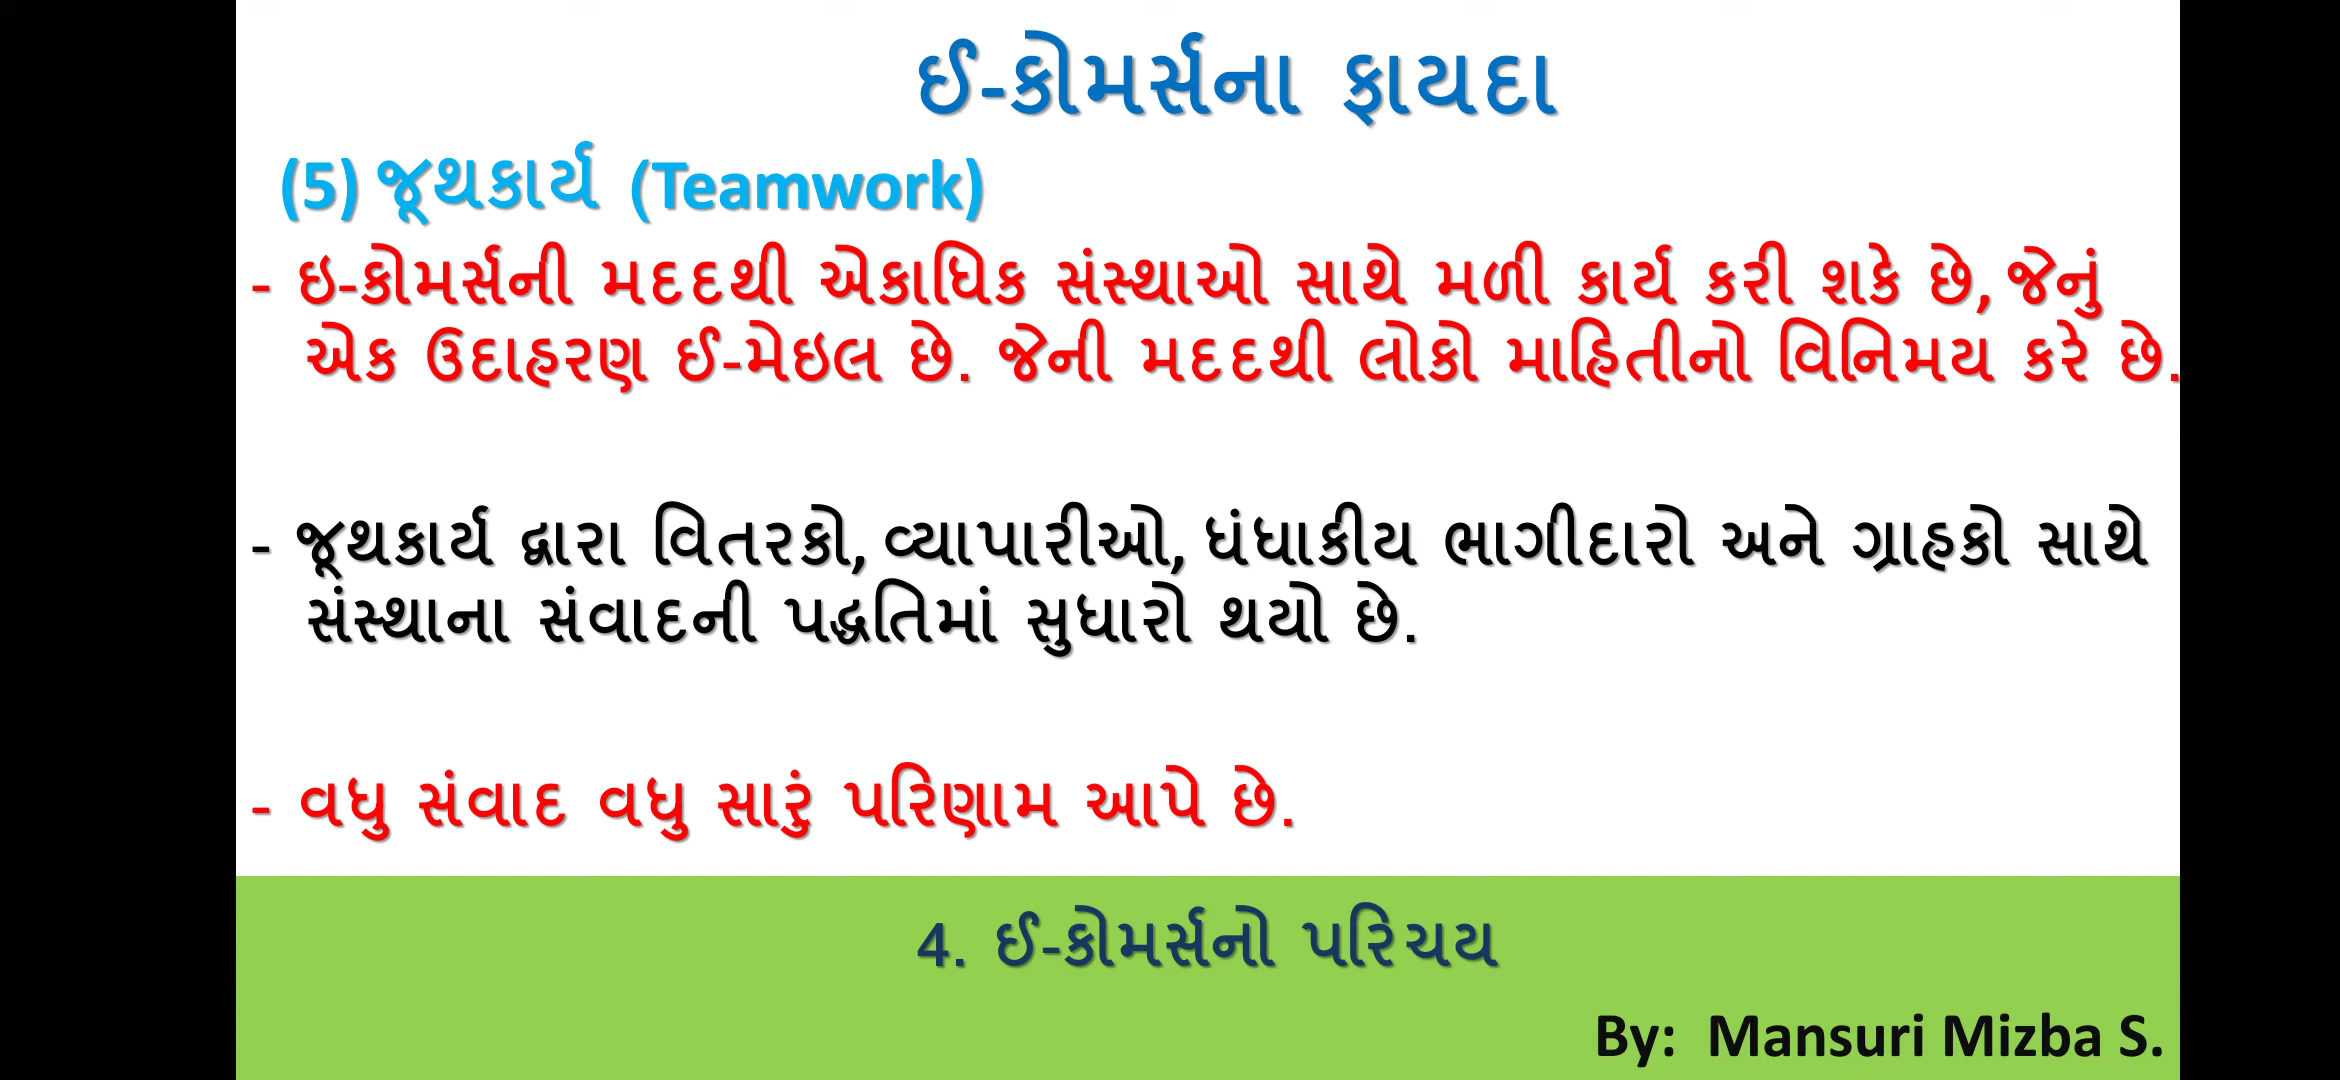 ઈ-કોમર્સના ફાયદા
(5) જૂથકાર્ય (Teamwork)
- ઇ-કોમર્સની મદદથી એકાધિક સંસ્થાઓ સાથે મળી કાર્ય કરી શકે છે, જેનું
એક ઉદાહરણ ઈ-મેઇલ છે. જેની મદદથી લોકો માહિતીનો વિનિમય કરે છે.
- જૂથકાર્ય દ્વારા વિતરકો, વ્યાપારીઓ, ધંધાકીય ભાગીદારો અને ગ્રાહકો સાથે
સંસ્થાના સંવાદની પદ્ધતિમાં સુધારો થયો છે.
- વધુ સંવાદ વધુ સારું પરિણામ આપે છે.
4. ઈ-કોમર્સનો પરિચય
By: Mansuri Mizba S.